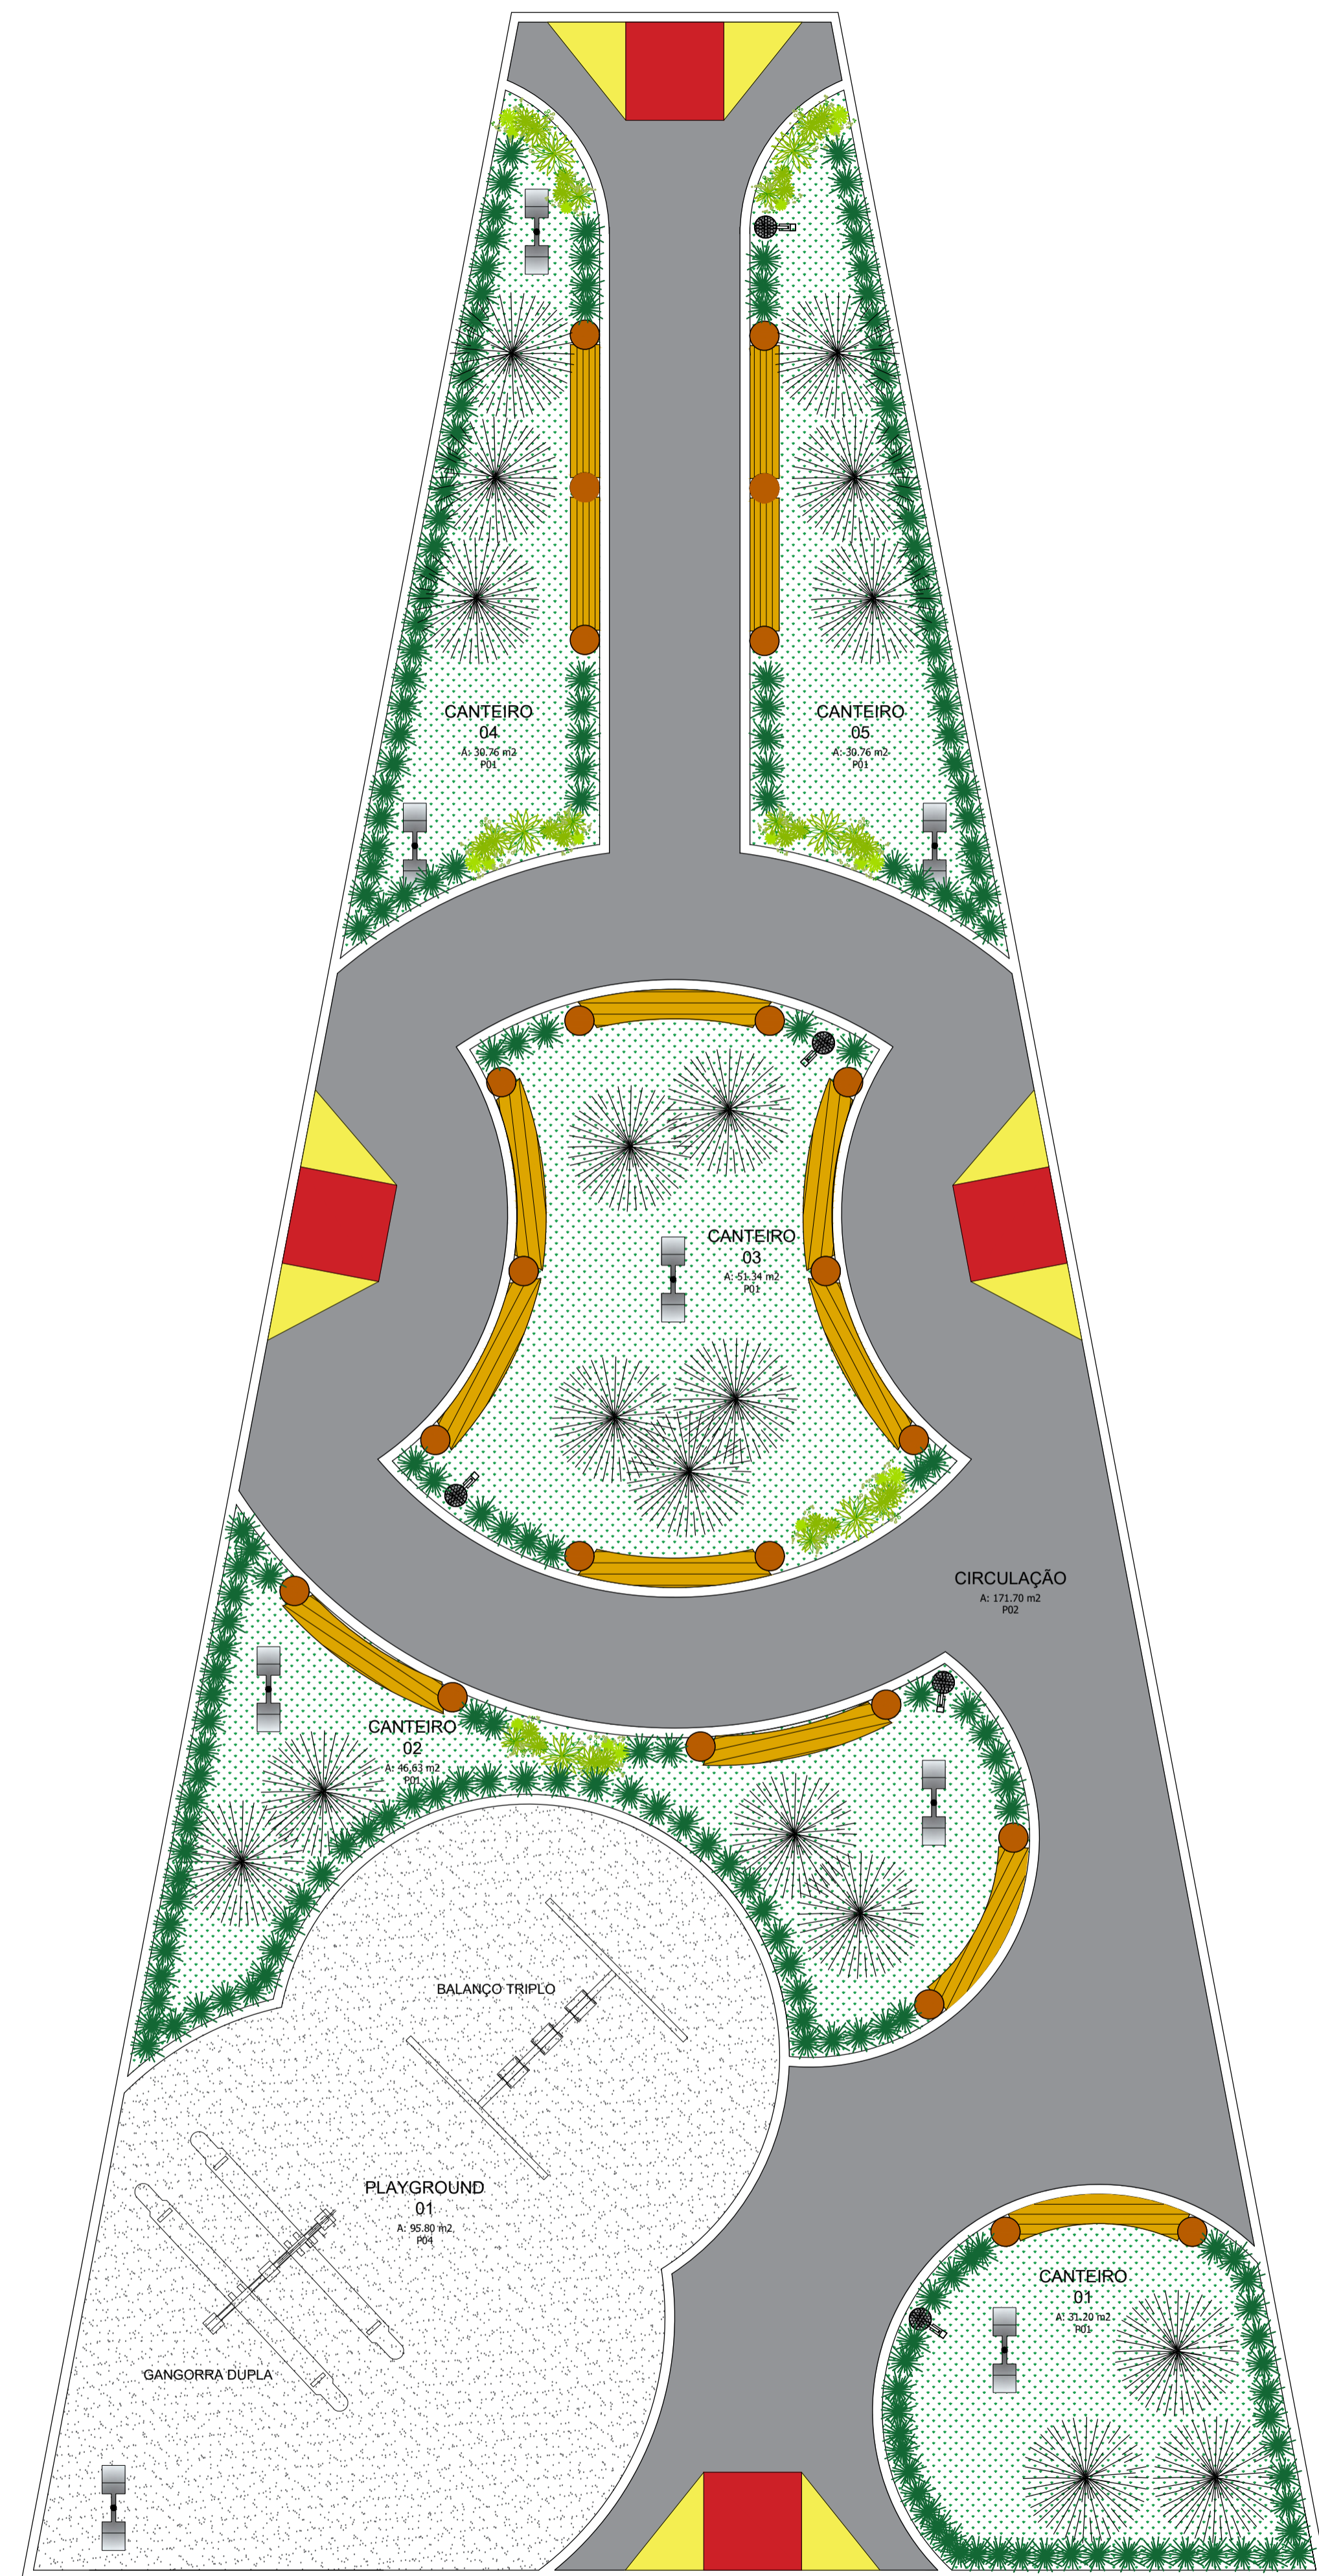 CANTEIRO
04
A: 30.76 m2
P01
CANTEIRO
05
A: 30.76 m2
P01
CANTEIRO
03
A: 51.34 m2
P01
CIRCULAÇÃO
A: 171.70 m2
P02
CANTEIRO
02
A: 46.63 m2
P01
BALANÇO TRIPLO
PLAYGROUND
01
A: 95.80 m2
P04
CANTEIRO
01
A: 31.20 m2
P01
GANGORRA DUPLA